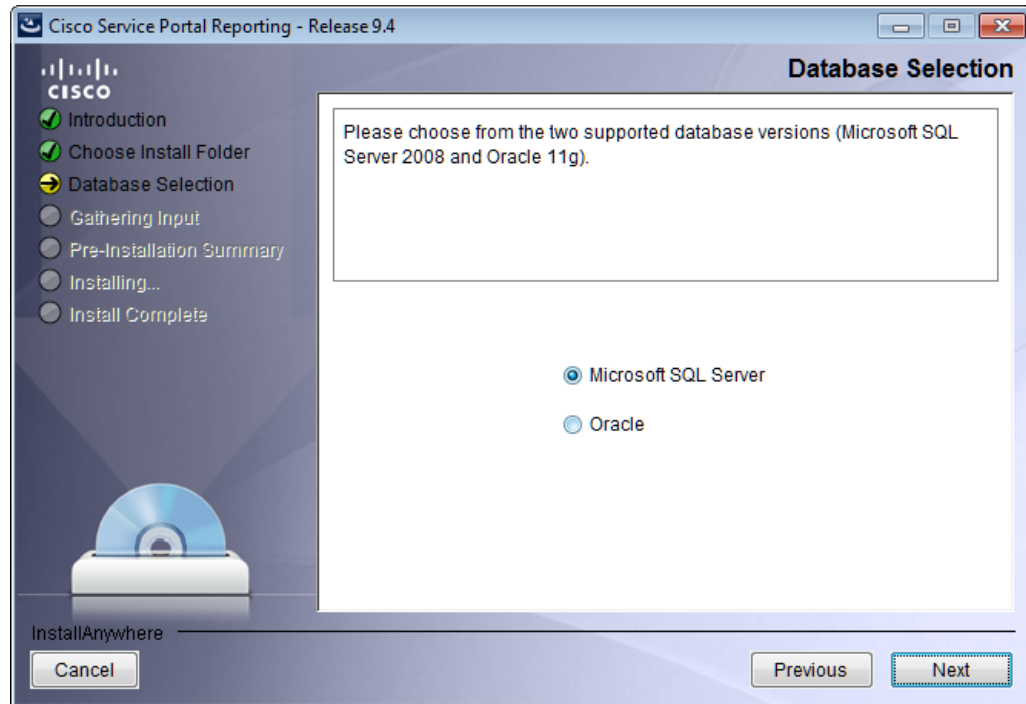 Cisco Service Portal Reporting - Release 9.4
CISCO
Database Selection
Introduction
Choose Install Folder
Database Selection
Gathering Input
Pre-Installation Summary
Installing...
Install Complete
Please choose from the two supported database versions (Microsoft SQL
Server 2008 and Oracle 11g).
Microsoft SQL Server
Oracle
InstallAnywhere
Cancel
Previous
Next